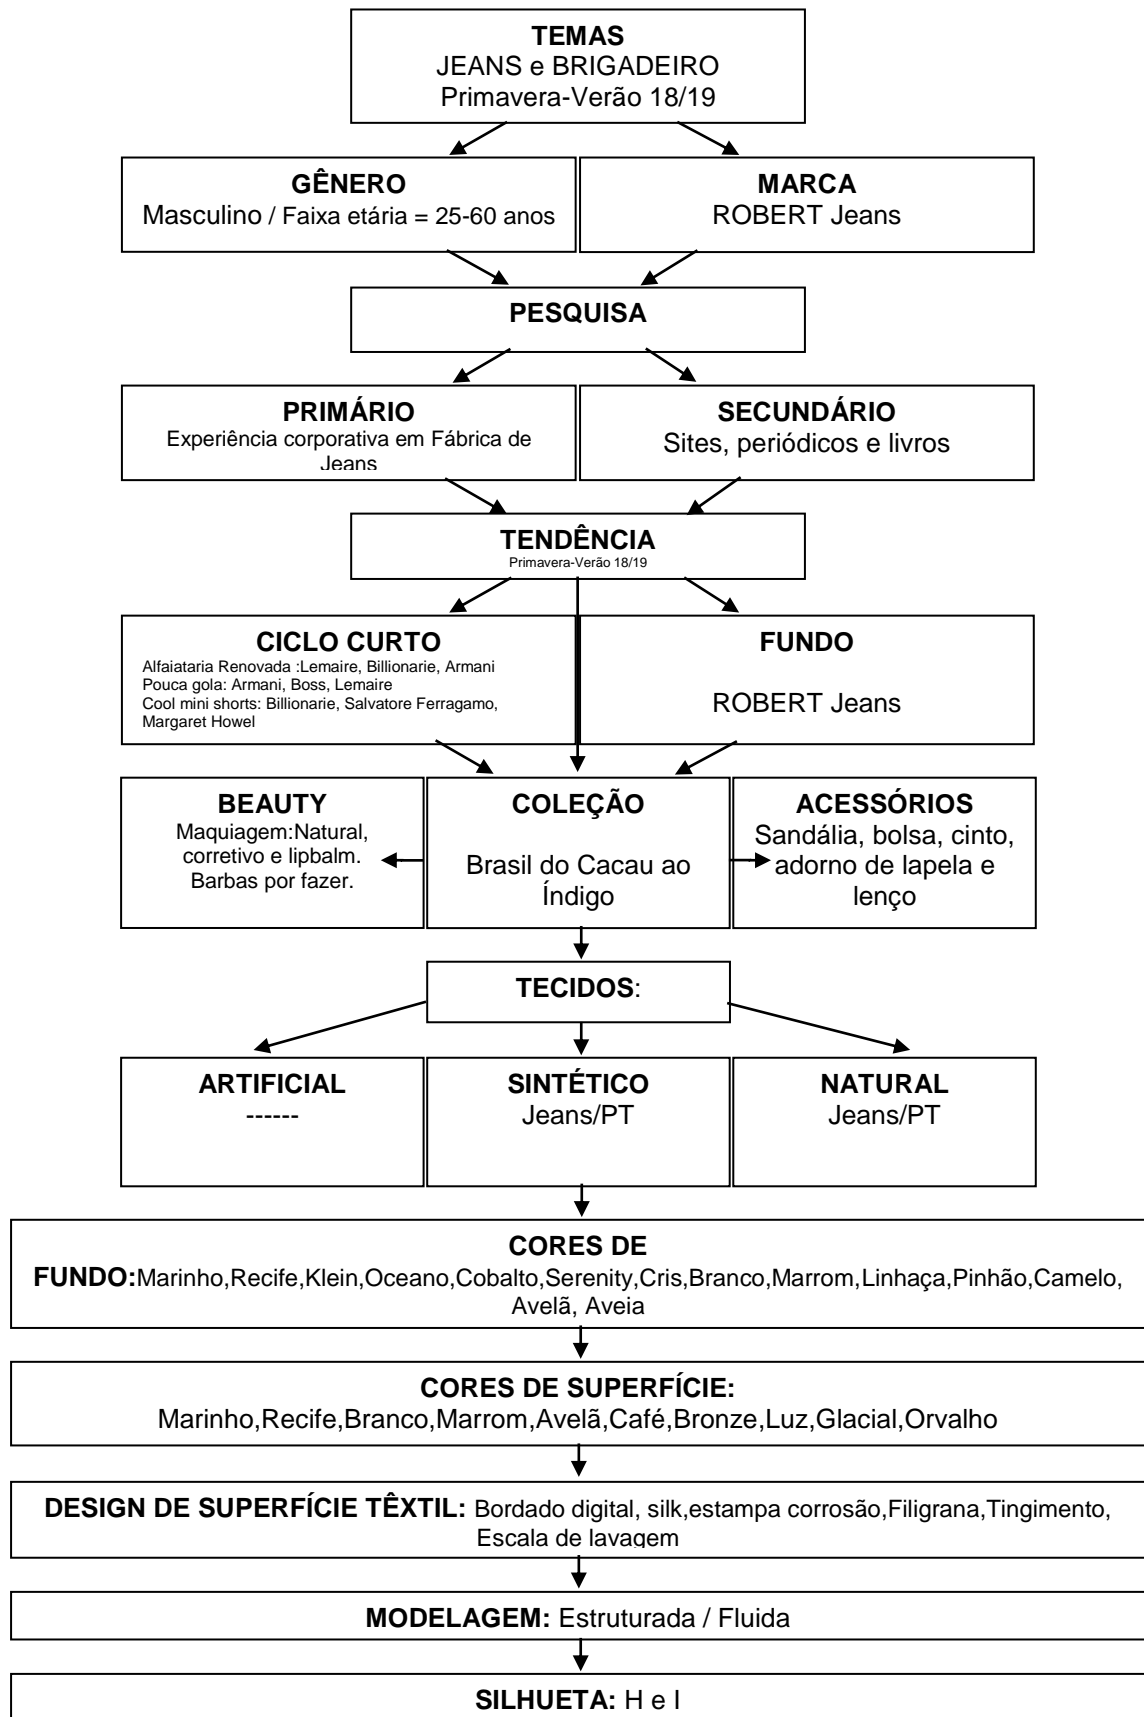 TEMAS
JEANS e BRIGADEIRO
Primavera-Verão 18/19
GÊNERO
Masculino / Faixa etária = 25-60 anos
MARCA
ROBERT Jeans
PESQUISA
PRIMÁRIO
Experiência corporativa em Fábrica de
Jeans
SECUNDÁRIO
Sites, periódicos e livros
TENDÊNCIA
Primavera-Verão 18/19
CICLO CURTO
Alfaiataria Renovada :Lemaire, Billionarie, Armani
Pouca gola: Armani, Boss, Lemaire
Cool mini shorts: Billionarie, Salvatore Ferragamo,
Margaret Howel
FUNDO
ROBERT Jeans
BEAUTY
Maquiagem:Natural,
corretivo e lipbalm.
Barbas por fazer.
COLEÇÃO
Brasil do Cacau ao
Índigo
ACESSÓRIOS
Sandália, bolsa, cinto,
adorno de lapela e
lenço
TECIDOS:
ARTIFICIAL
------
SINTÉTICO
Jeans/PT
NATURAL
Jeans/PT
CORES DE
FUNDO:Marinho,Recife,Klein,Oceano,Cobalto,Serenity,Cris,Branco,Marrom,Linhaça,Pinhão,Camelo,
Avelã, Aveia
CORES DE SUPERFÍCIE:
Marinho,Recife,Branco,Marrom,Avelã,Café,Bronze,Luz,Glacial,Orvalho
DESIGN DE SUPERFÍCIE TÊXTIL: Bordado digital, silk,estampa corrosão,Filigrana,Tingimento,
Escala de lavagem
MODELAGEM: Estruturada / Fluida
SILHUETA: H e I